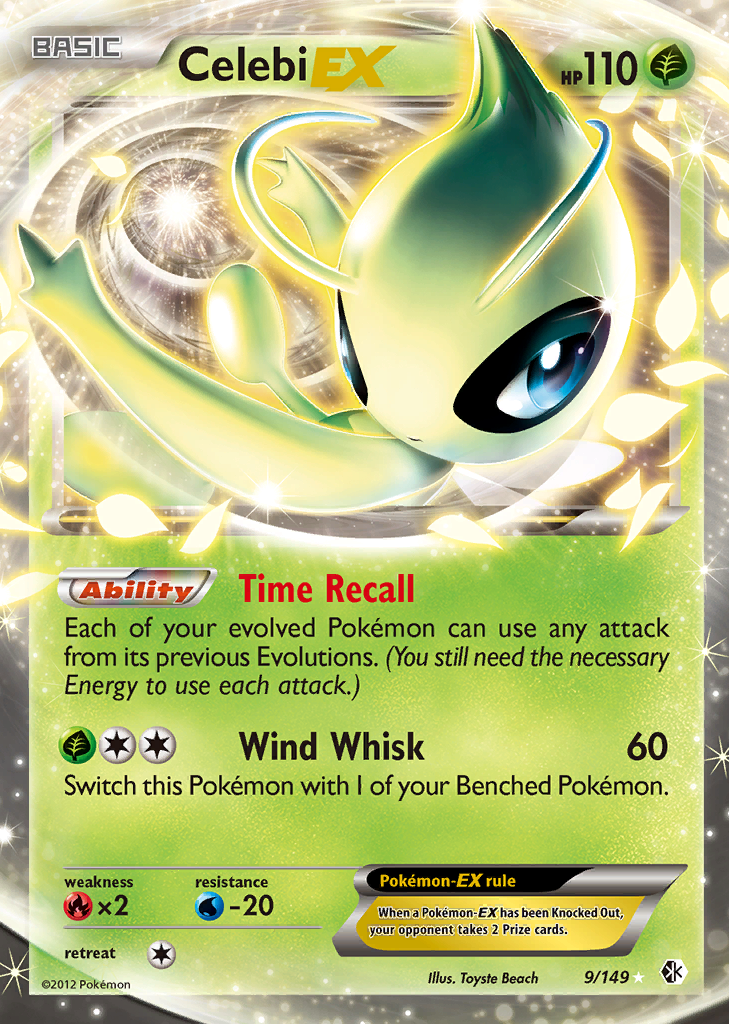 BASIC
Celebi EX
HP 110
Ability Time Recall
Each of your evolved Pokémon can use any attack
from its previous Evolutions. (You still need the necessary
Energy to use each attack.)
Wind Whisk 60
Switch this Pokémon with 1 of your Benched Pokémon.
weakness resistance
×2 -20
retreat
Pokémon-EX rule
When a Pokémon-EX has been Knocked Out,
your opponent takes 2 Prize cards.
©2012 Pokémon
Illus. Toyste Beach 9/149